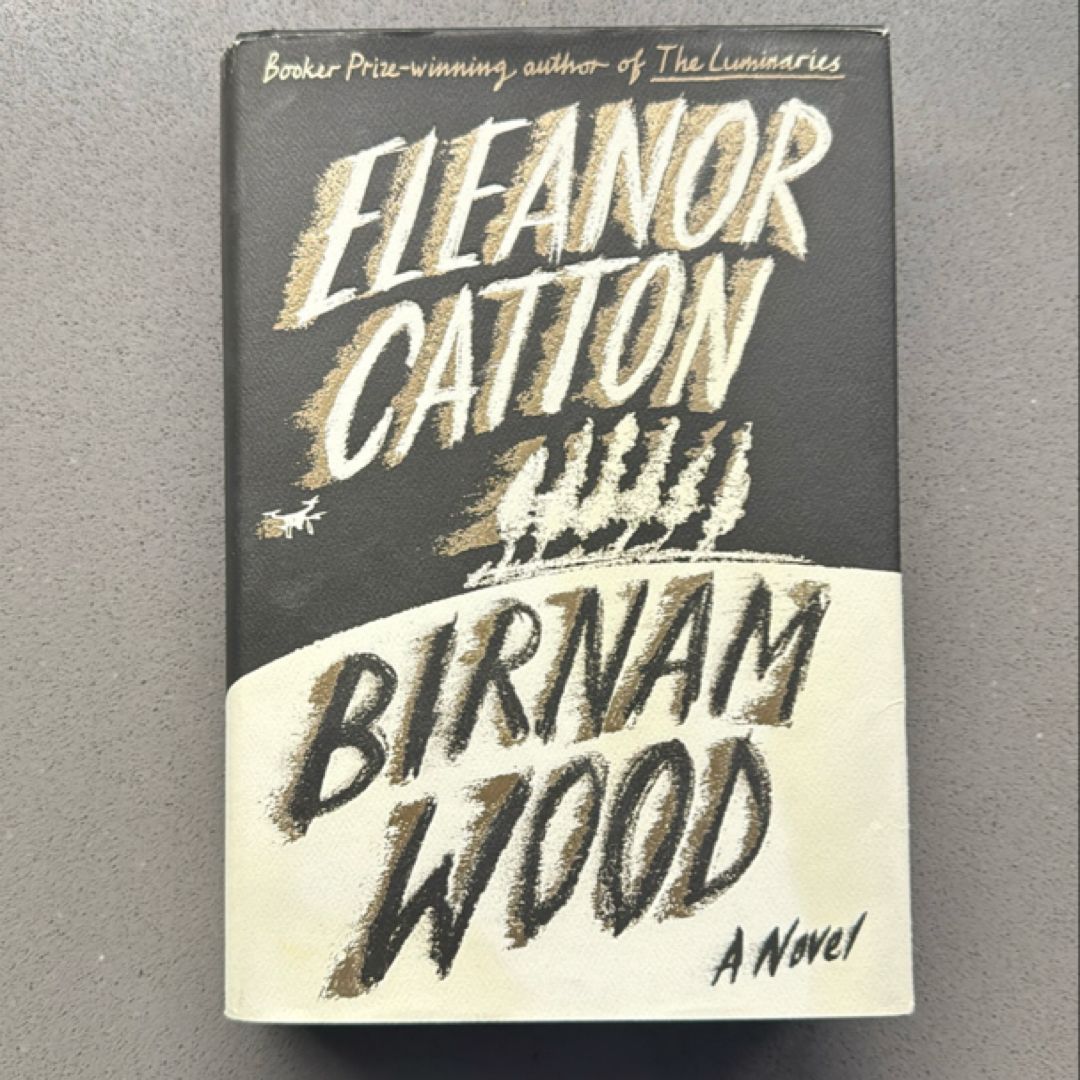 Booker Prize-winning author of The Luminaries
ELEANOR
CATTON
BIRNAM
WOOD
A Novel